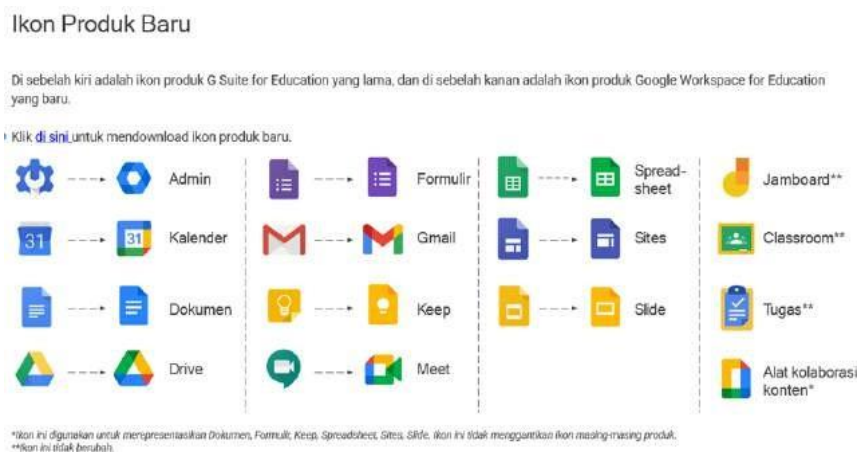 Ikon Produk Baru
Di sebelah kiri adalah ikon produk G Suite for Education yang lama, dan di sebelah kanan adalah ikon produk Google Workspace for Education
yang baru.
Klik di sini untuk mendownload ikon produk baru.
Admin
Kalender
31
31
Dokumen
Drive
Formulir
Gmail
Keep
Meet
Spread-
sheet
Sites
Slide
Jamboard**
Classroom**
Tugas**
Alat kolaborasi
konten*
*Ikon ini digunakan untuk merepresentasikan Dokumen, Formulir, Keep, Spreadsheet, Sites, Slide. Ikon ini tidak menggantikan ikon masing-masing produk.
**Ikon ini tidak berubah.